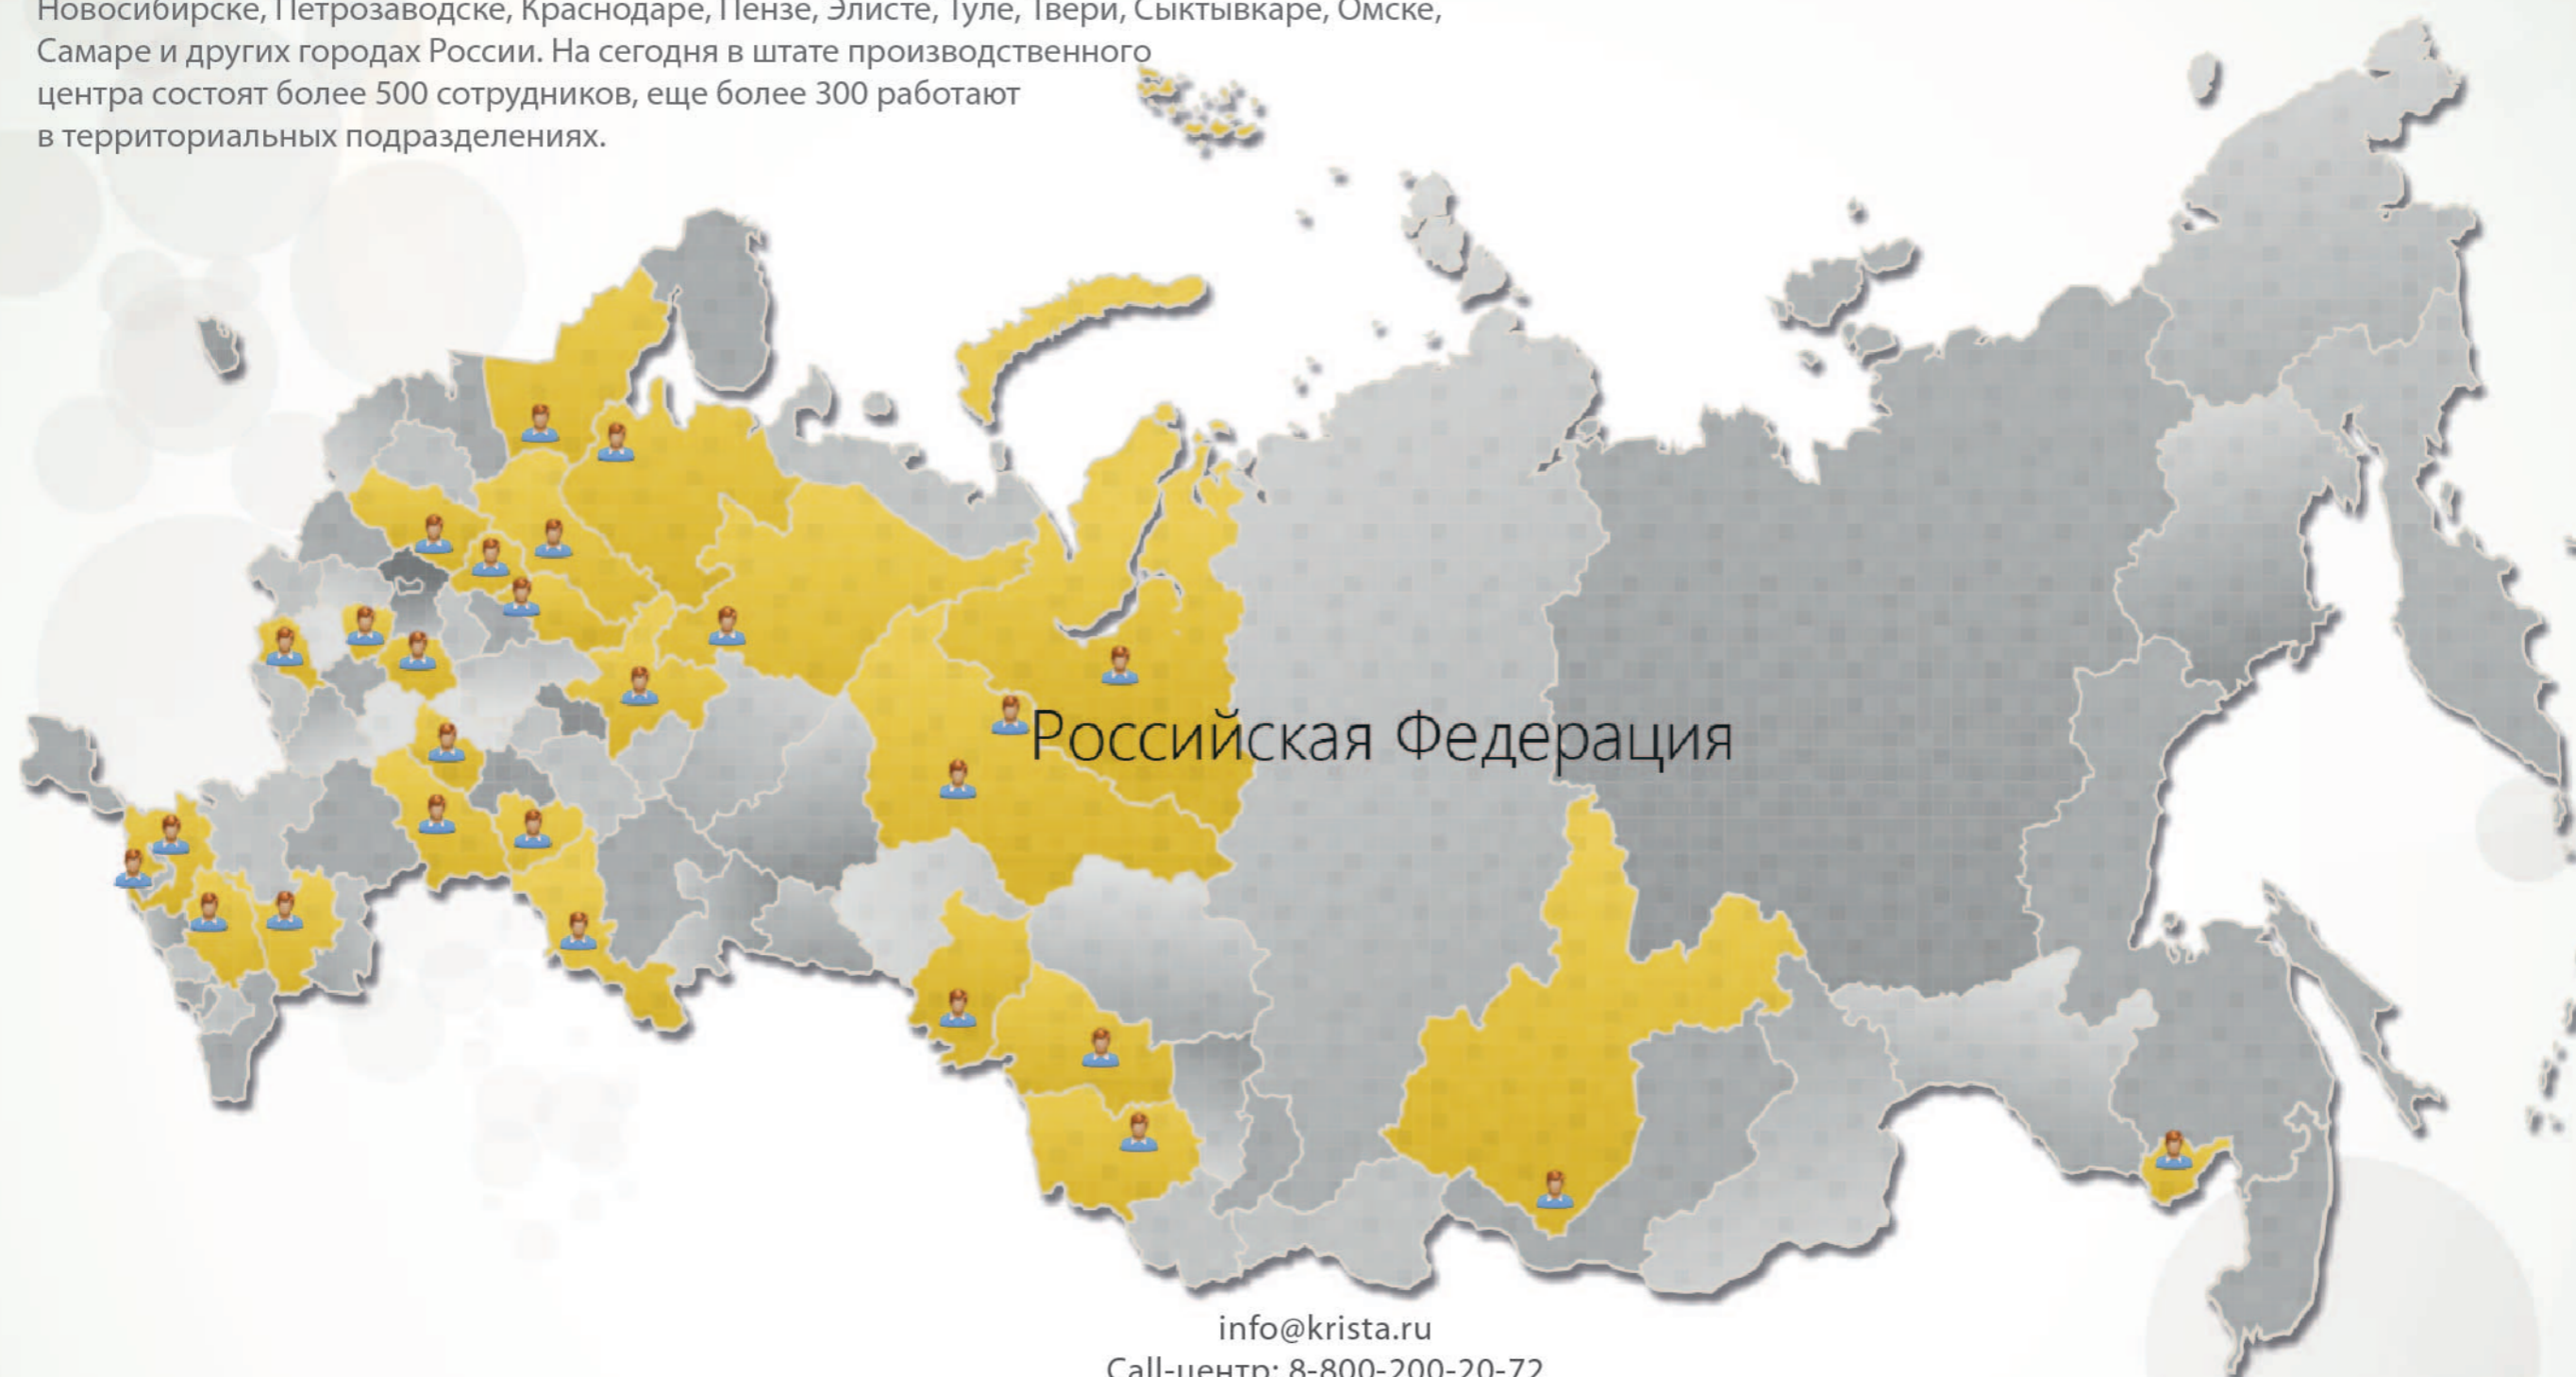 Новосибирске, Петрозаводске, Краснодаре, Пензе, Элисте, Туле, Твери, Сыктывкаре, Омске,
Самаре и других городах России. На сегодня в штате производственного
центра состоят более 500 сотрудников, еще более 300 работают
в территориальных подразделениях.
Российская Федерация
info@krista.ru
Call-центр: 8-800-200-20-72